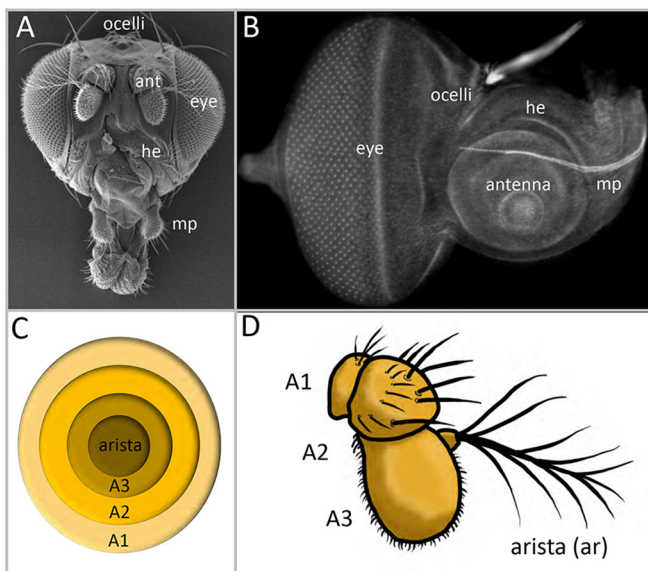 A
ocelli
ant
eye
he
mp
B
ocelli
he
eye
antenna
mp
C
arista
A3
A2
A1
D
A1
A2
A3
arista (ar)